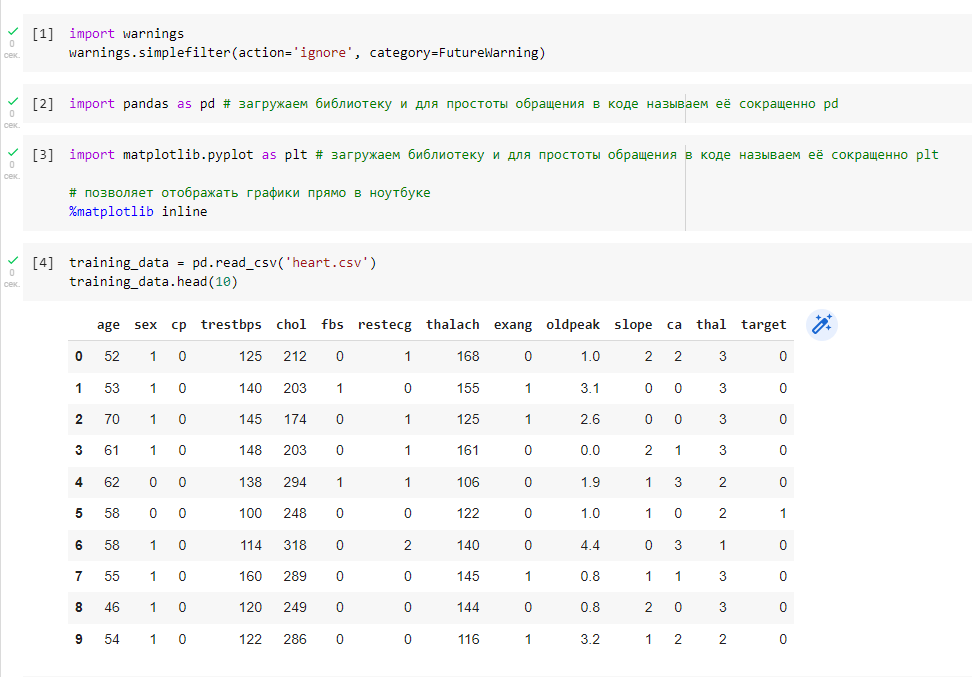 [1] import warnings
0 warnings.simplefilter(action='ignore', category=FutureWarning)
сек.
[2] import pandas as pd # загружаем библиотеку и для простоты обращения в коде называем её сокращенно pd
0
сек.
[3] import matplotlib.pyplot as plt # загружаем библиотеку и для простоты обращения в коде называем её сокращенно plt
0
сек.
# позволяет отображать графики прямо в ноутбуке
%matplotlib inline
[4] training_data = pd.read_csv('heart.csv')
0 training_data.head(10)
сек.
age sex cp trestbps chol fbs restecg thalach exang oldpeak slope ca thal target
0 52 1 0 125 212 0 1 168 0 1.0 2 2 3 0
1 53 1 0 140 203 1 0 155 1 3.1 0 0 3 0
2 70 1 0 145 174 0 1 125 1 2.6 0 0 3 0
3 61 1 0 148 203 0 1 161 0 0.0 2 1 3 0
4 62 0 0 138 294 1 1 106 0 1.9 1 3 2 0
5 58 0 0 100 248 0 0 122 0 1.0 1 0 2 1
6 58 1 0 114 318 0 2 140 0 4.4 0 3 1 0
7 55 1 0 160 289 0 0 145 1 0.8 1 1 3 0
8 46 1 0 120 249 0 0 144 0 0.8 2 0 3 0
9 54 1 0 122 286 0 0 116 1 3.2 1 2 2 0